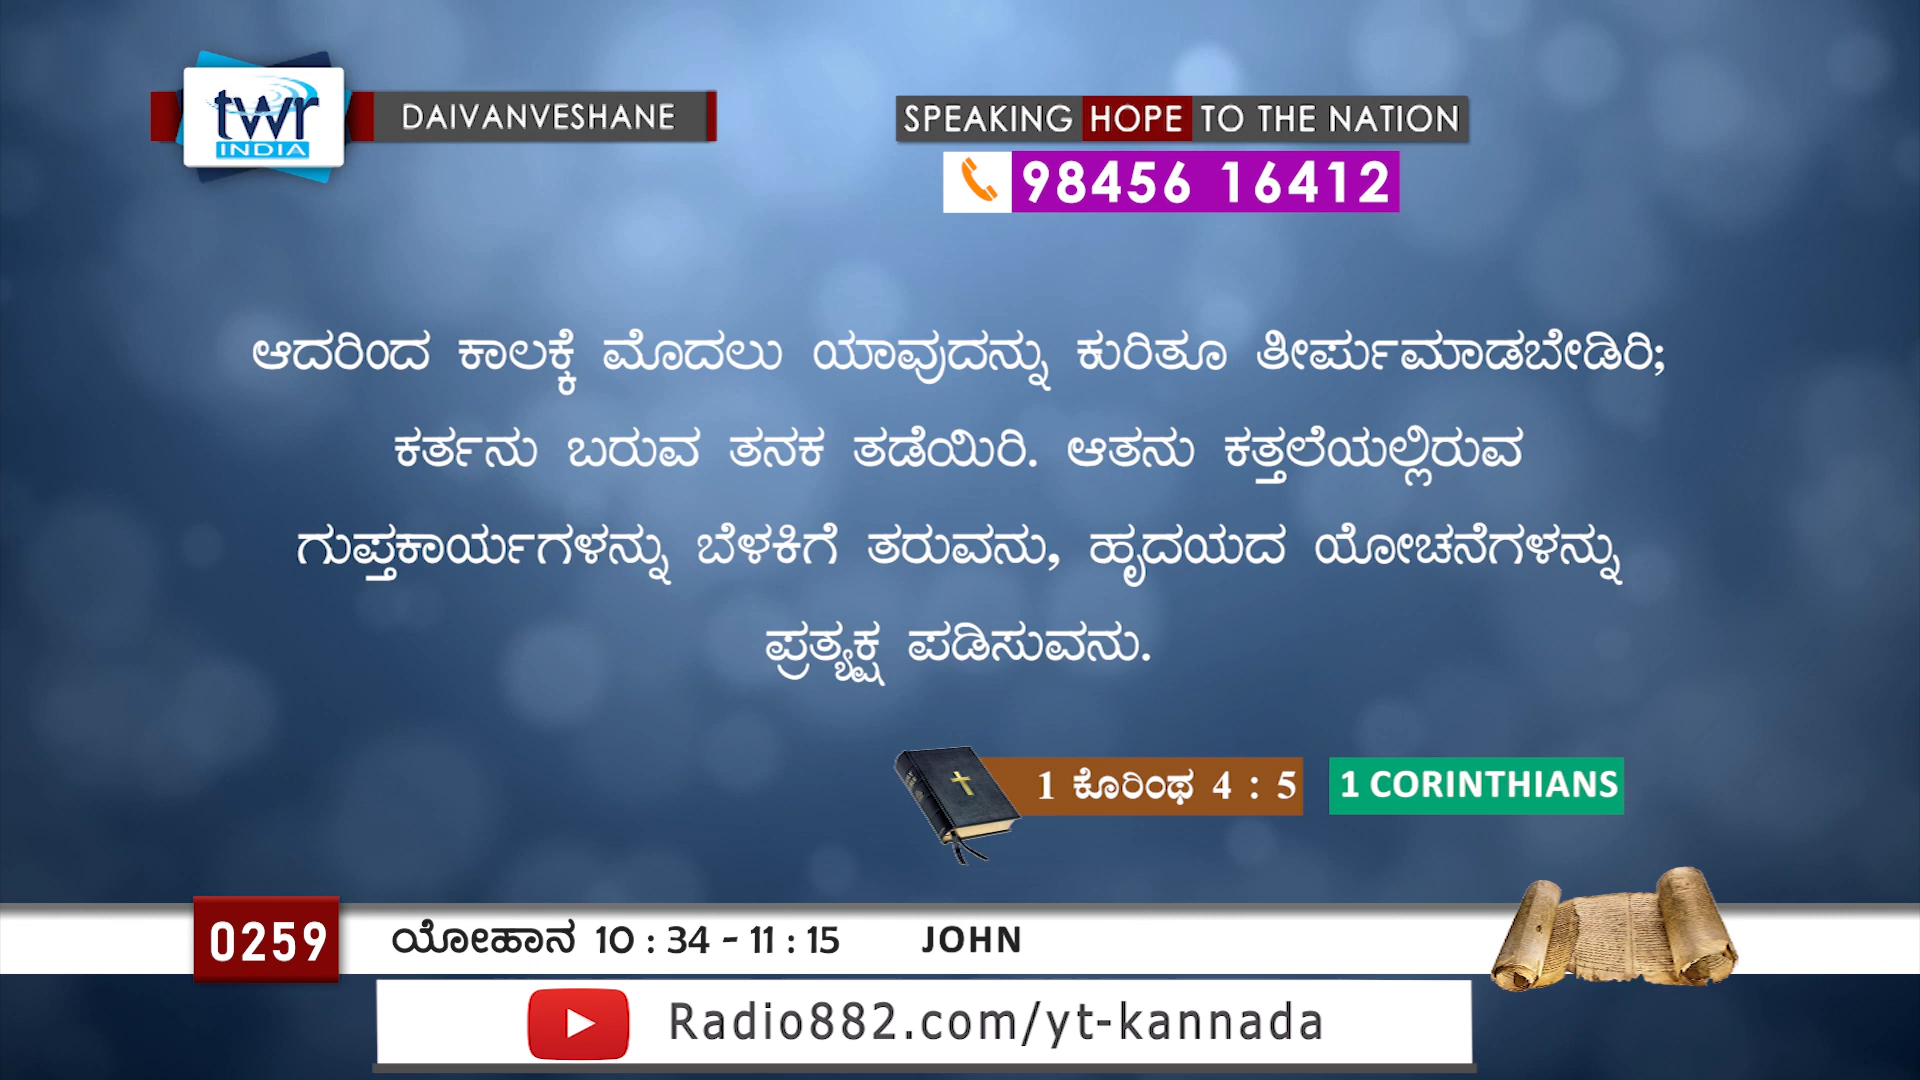 twr
INDIA
DAIVANVESHANE
SPEAKING HOPE TO THE NATION
98456 16412
ಆದರಿಂದ ಕಾಲಕ್ಕೆ ಮೊದಲು ಯಾವುದನ್ನು ಕುರಿತೂ ತೀರ್ಪುಮಾಡಬೇಡಿರಿ;
ಕರ್ತನು ಬರುವ ತನಕ ತಡೆಯಿರಿ. ಆತನು ಕತ್ತಲೆಯಲ್ಲಿರುವ
ಗುಪ್ತಕಾರ್ಯಗಳನ್ನು ಬೆಳಕಿಗೆ ತರುವನು, ಹೃದಯದ ಯೋಚನೆಗಳನ್ನು
ಪ್ರತ್ಯಕ್ಷ ಪಡಿಸುವನು.
1 ಕೊರಿಂಥ 4 : 5
1 CORINTHIANS
0259
ಯೋಹಾನ 10 : 34 - 11 : 15
JOHN
Radio882.com/yt-kannada